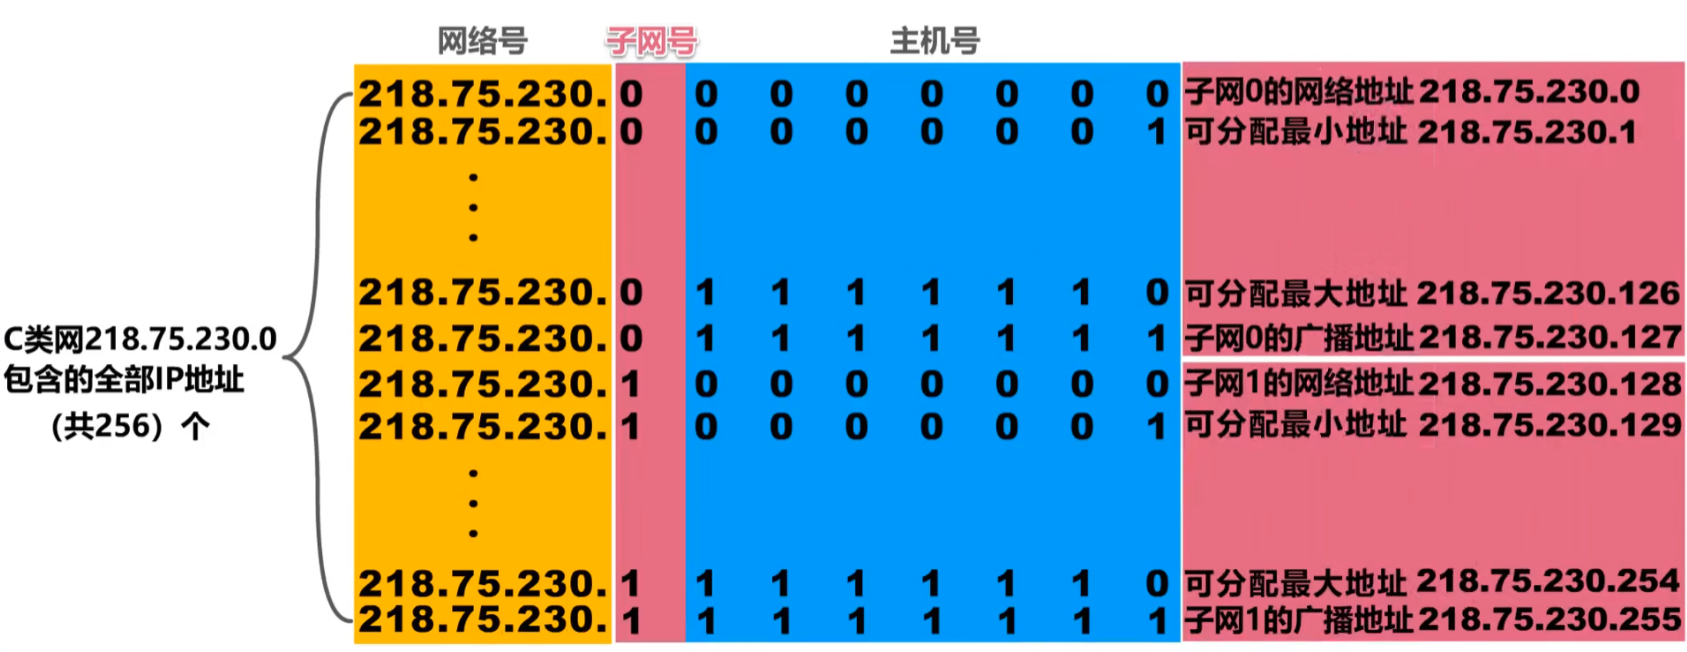 网络号 子网号 主机号
218.75.230. 0 0 0 0 0 0 0 0 子网0的网络地址 218.75.230.0
218.75.230. 0 0 0 0 0 0 0 1 可分配最小地址 218.75.230.1
218.75.230. 0 1 1 1 1 1 1 0 可分配最大地址 218.75.230.126
218.75.230. 0 1 1 1 1 1 1 1 子网0的广播地址 218.75.230.127
C类网218.75.230.0
包含的全部IP地址
（共256）个
218.75.230. 1 0 0 0 0 0 0 0 子网1的网络地址 218.75.230.128
218.75.230. 1 0 0 0 0 0 0 1 可分配最小地址 218.75.230.129
218.75.230. 1 1 1 1 1 1 1 0 可分配最大地址 218.75.230.254
218.75.230. 1 1 1 1 1 1 1 1 子网1的广播地址 218.75.230.255